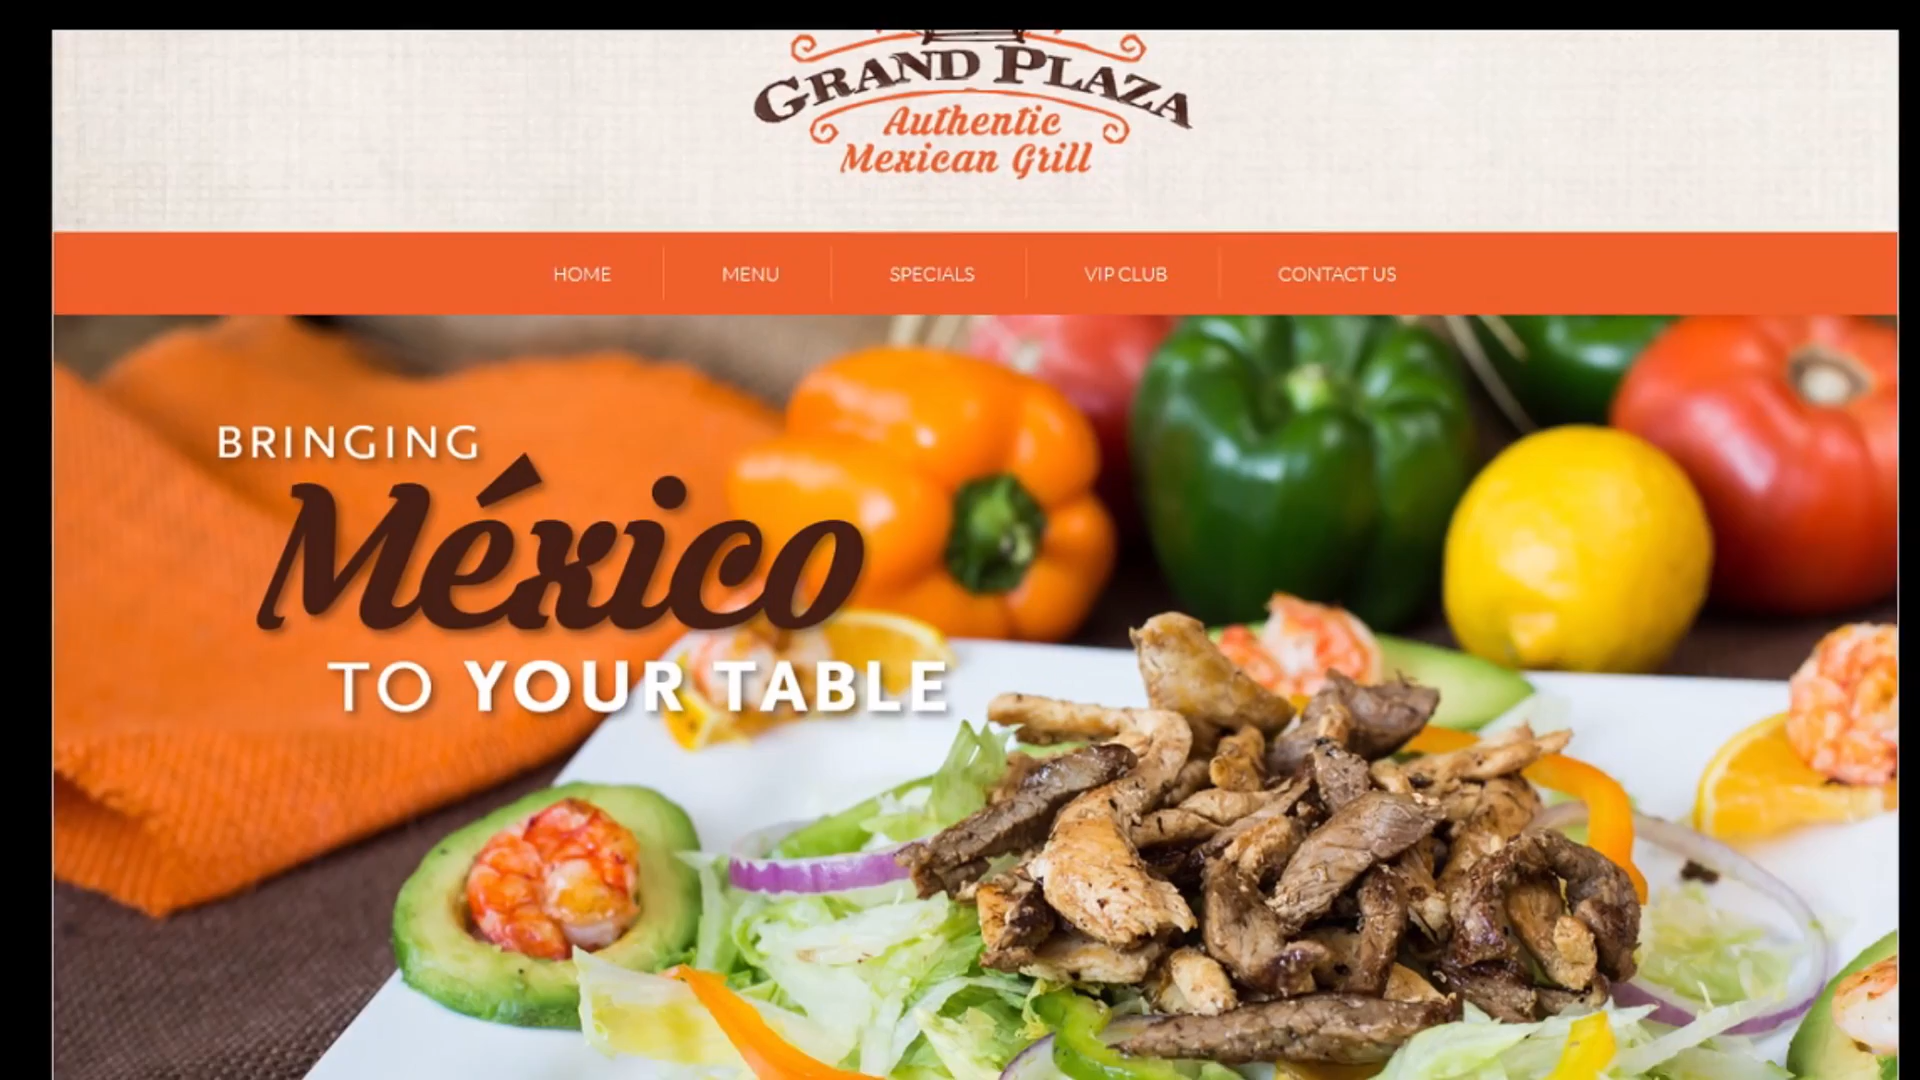 GRAND PLAZA
Authentic
Mexican Grill
HOME MENU SPECIALS VIP CLUB CONTACT US
BRINGING
México
TO YOUR TABLE